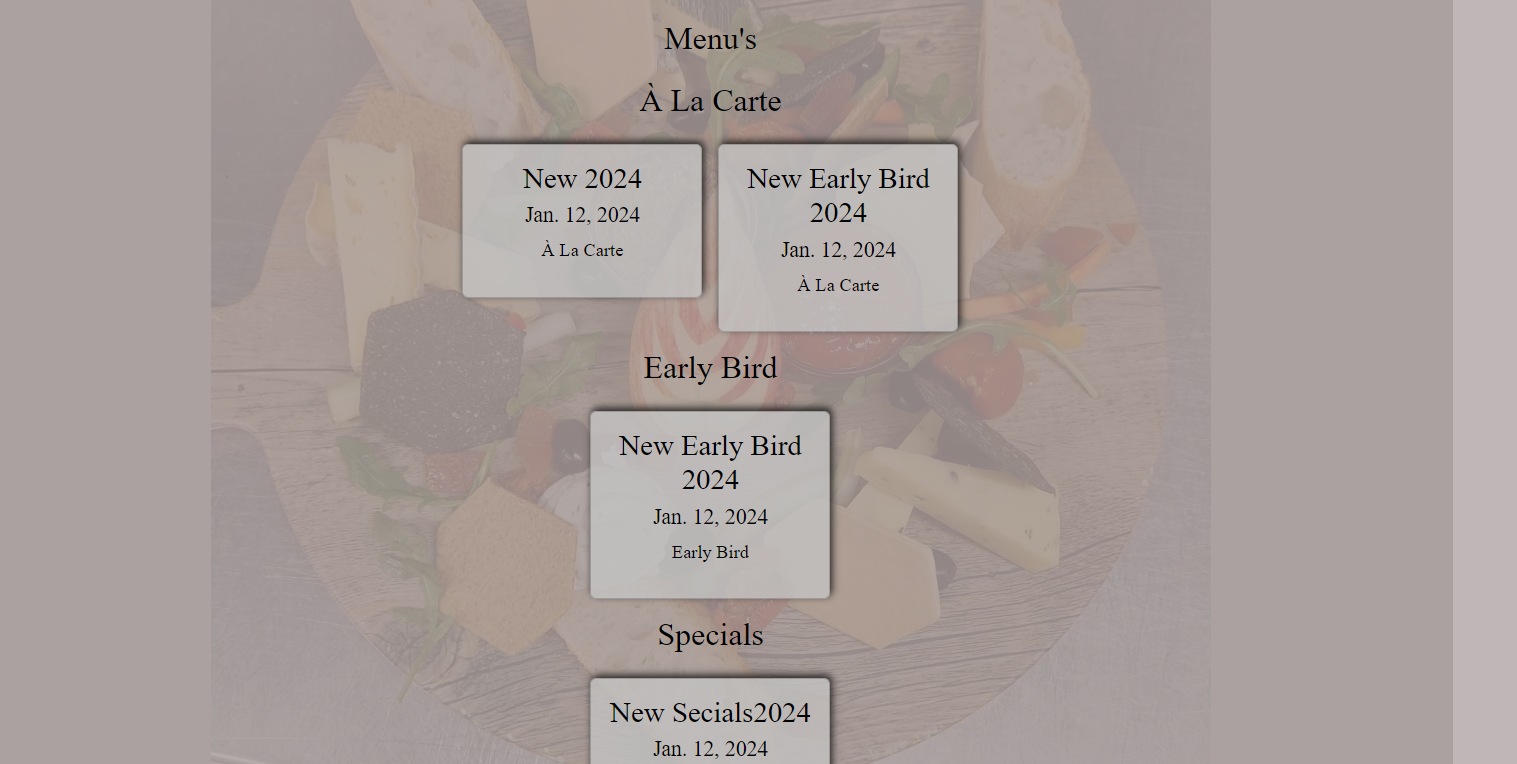 Menu's
À La Carte
New 2024
Jan. 12, 2024
À La Carte
New Early Bird
2024
Jan. 12, 2024
À La Carte
Early Bird
New Early Bird
2024
Jan. 12, 2024
Early Bird
Specials
New Secials2024
Jan. 12, 2024